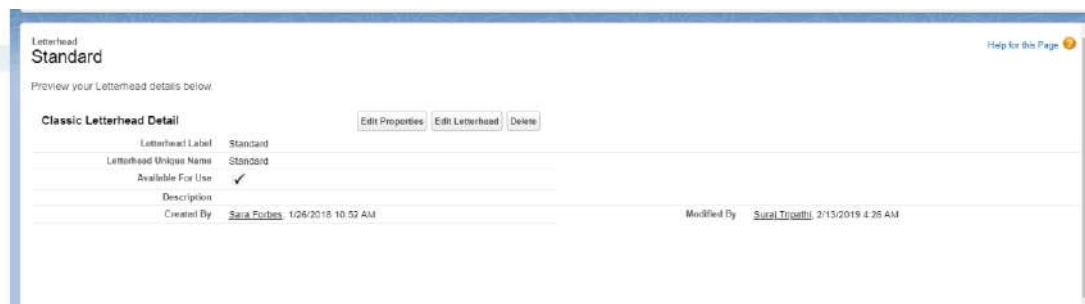 Letterhead
Standard
Help for this Page
Preview your Letterhead details below.
Classic Letterhead Detail
Edit Properties Edit Letterhead Delete
Letterhead Label Standard
Letterhead Unique Name Standard
Available For Use ✓
Description
Created By Sara Forbes, 1/26/2018 10:52 AM Modified By Suraj Tripathi, 2/13/2019 4:26 AM